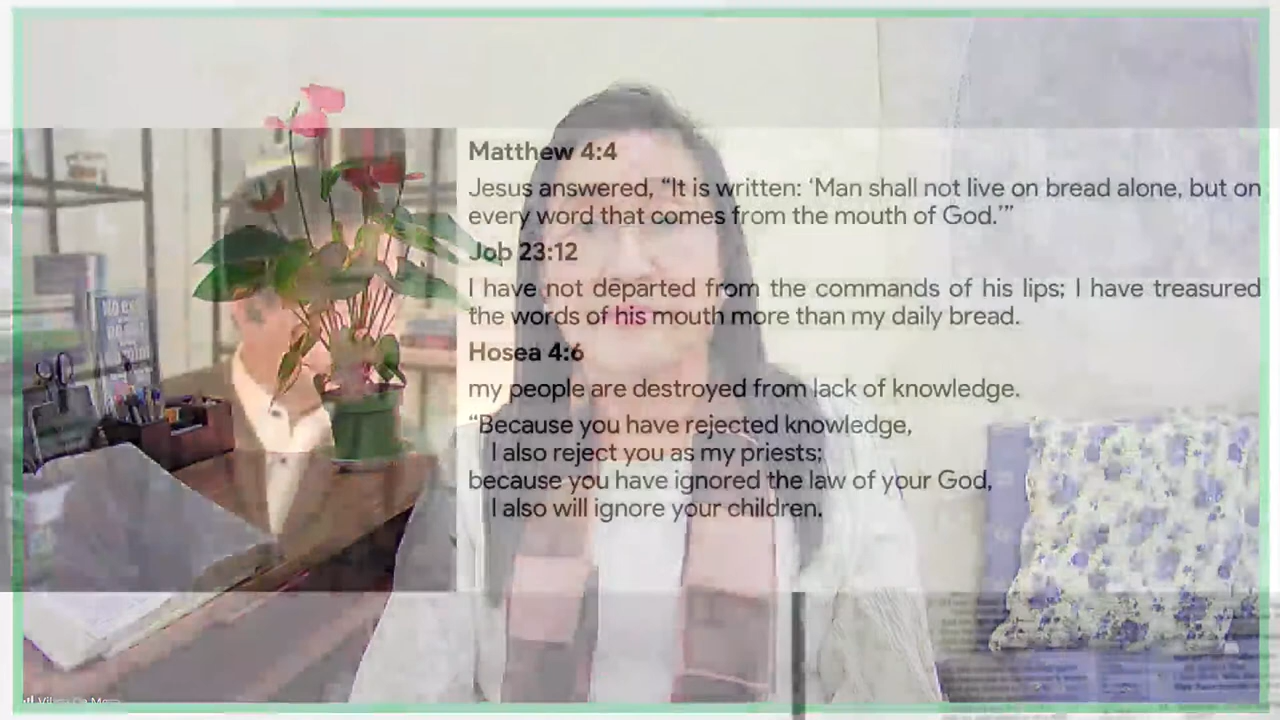 Matthew 4:4
Jesus answered, “It is written: ‘Man shall not live on bread alone, but on
every word that comes from the mouth of God.’”
Job 23:12
I have not departed from the commands of his lips; I have treasured
the words of his mouth more than my daily bread.
Hosea 4:6
my people are destroyed from lack of knowledge.
“Because you have rejected knowledge,
I also reject you as my priests;
because you have ignored the law of your God,
I also will ignore your children.